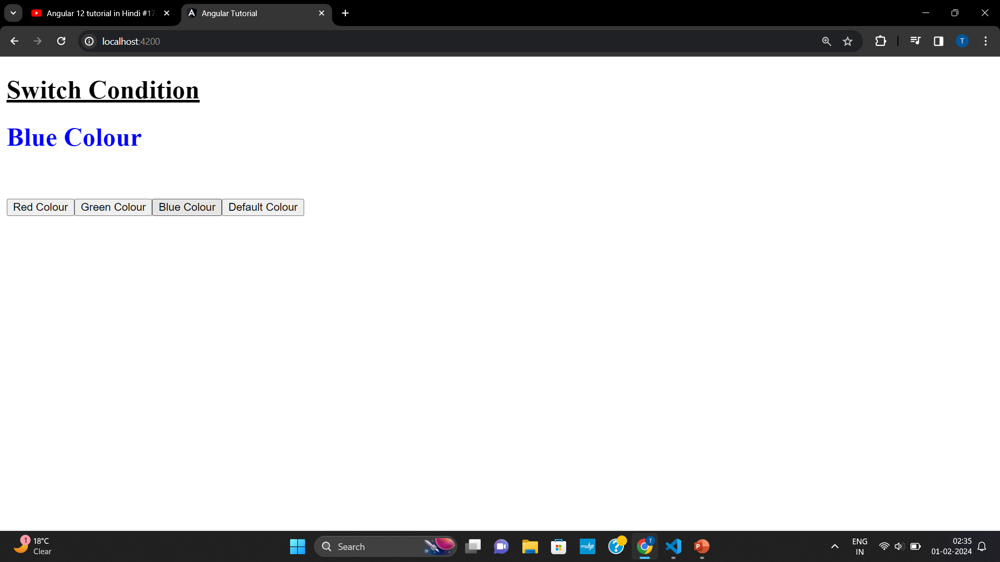 Angular 12 tutorial in Hindi #17
Angular Tutorial
localhost:4200
T
Switch Condition
Blue Colour
Red Colour Green Colour Blue Colour Default Colour
1
18°C
Clear
Search
myhp
T
P
ENG
IN
02:35
01-02-2024